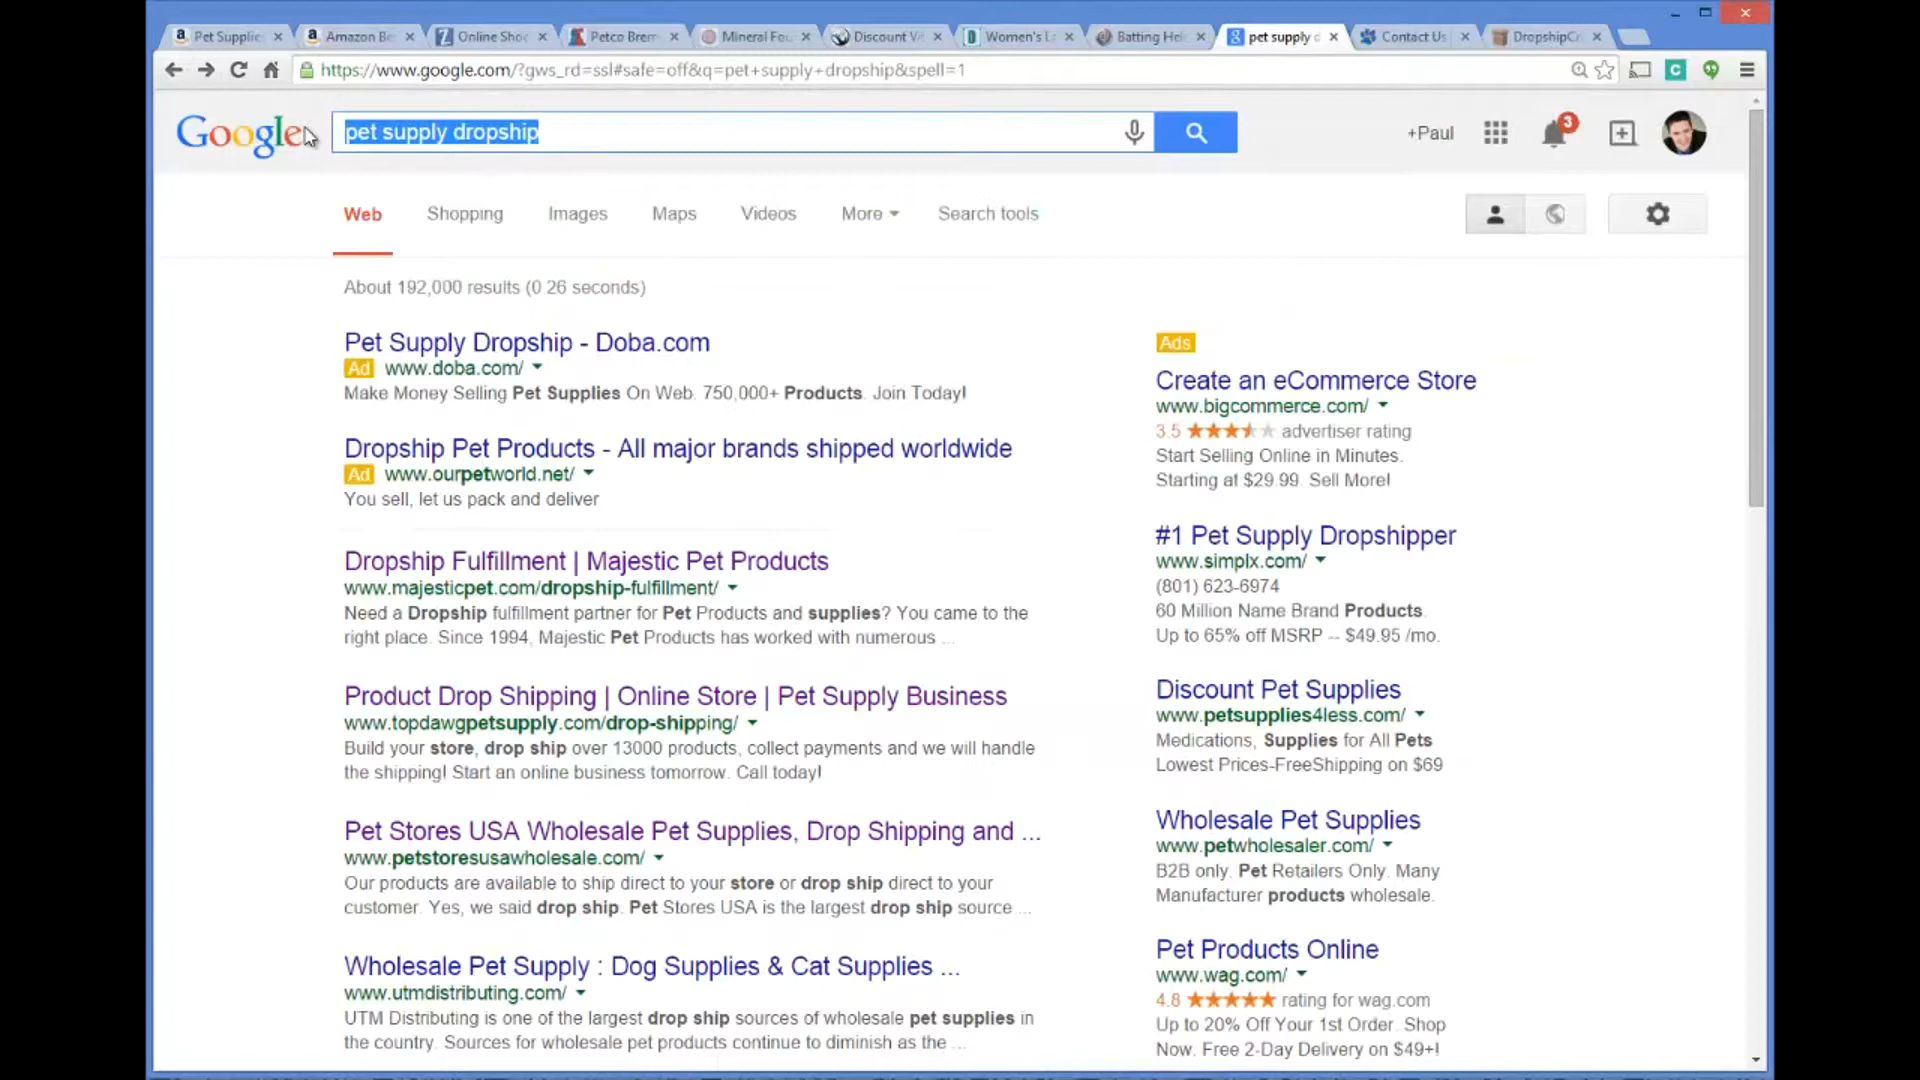 Pet Supplie
Amazon Be
Online Sho
Petco Brem
Mineral Fou
Discount Vi
Women's L
Batting Hel
pet supply d
Contact Us
DropshipC
https://www.google.com/?gws_rd=ssl#safe=off&q=pet+supply+dropship&spell=1
Google
pet supply dropship
+Paul
3
Web
Shopping
Images
Maps
Videos
More
Search tools
About 192,000 results (0 26 seconds)
Pet Supply Dropship - Doba.com
Ad www.doba.com/
Make Money Selling Pet Supplies On Web. 750,000+ Products. Join Today!
Dropship Pet Products - All major brands shipped worldwide
Ad www.ourpetworld.net/
You sell, let us pack and deliver
Dropship Fulfillment | Majestic Pet Products
www.majesticpet.com/dropship-fulfillment/
Need a Dropship fulfillment partner for Pet Products and supplies? You came to the
right place. Since 1994, Majestic Pet Products has worked with numerous ...
Product Drop Shipping | Online Store | Pet Supply Business
www.topdawgpetsupply.com/drop-shipping/
Build your store, drop ship over 13000 products, collect payments and we will handle
the shipping! Start an online business tomorrow. Call today!
Pet Stores USA Wholesale Pet Supplies, Drop Shipping and ...
www.petstoresusawholesale.com/
Our products are available to ship direct to your store or drop ship direct to your
customer. Yes, we said drop ship. Pet Stores USA is the largest drop ship source ...
Wholesale Pet Supply : Dog Supplies & Cat Supplies ...
www.utmdistributing.com/
UTM Distributing is one of the largest drop ship sources of wholesale pet supplies in
the country. Sources for wholesale pet products continue to diminish as the ...
Ads
Create an eCommerce Store
www.bigcommerce.com/
3.5 advertiser rating
Start Selling Online in Minutes.
Starting at $29.99. Sell More!
#1 Pet Supply Dropshipper
www.simplx.com/
(801) 623-6974
60 Million Name Brand Products.
Up to 65% off MSRP -- $49.95 /mo.
Discount Pet Supplies
www.petsupplies4less.com/
Medications, Supplies for All Pets
Lowest Prices-FreeShipping on $69
Wholesale Pet Supplies
www.petwholesaler.com/
B2B only. Pet Retailers Only. Many
Manufacturer products wholesale.
Pet Products Online
www.wag.com/
4.8 rating for wag.com
Up to 20% Off Your 1st Order. Shop
Now. Free 2-Day Delivery on $49+!